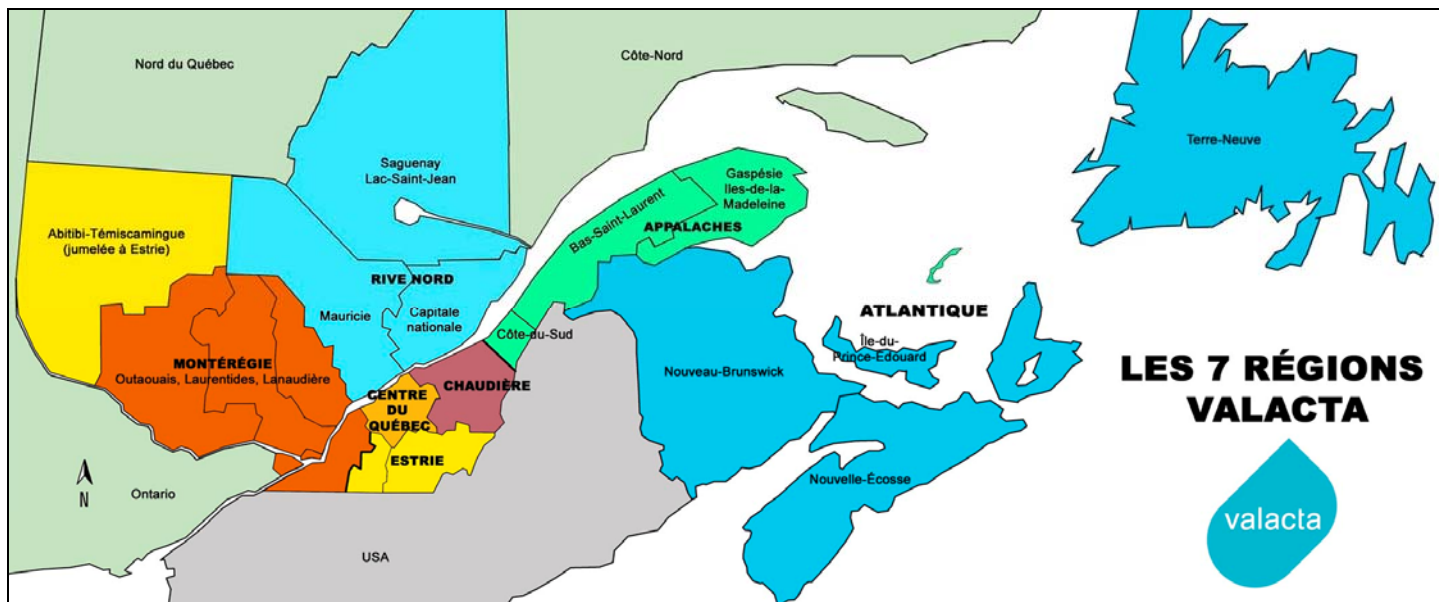 Nord du Québec
Côte-Nord
Terre-Neuve
Saguenay
Lac-Saint-Jean
Gaspésie
Iles-de-la-
Madeleine
Bas-Saint-Laurent
APPALACHES
Abitibi-Témiscamingue
(jumelée à Estrie)
RIVE NORD
Mauricie
Capitale
nationale
ATLANTIQUE
Côte-du-Sud
Île-du-
Prince-Edouard
MONTÉRÉGIE
Outaouais, Laurentides, Lanaudière
Nouveau-Brunswick
CHAUDIÈRE
CENTRE
DU
QUÉBEC
ESTRIE
LES 7 RÉGIONS
VALACTA
N
Ontario
Nouvelle-Écosse
valacta
USA